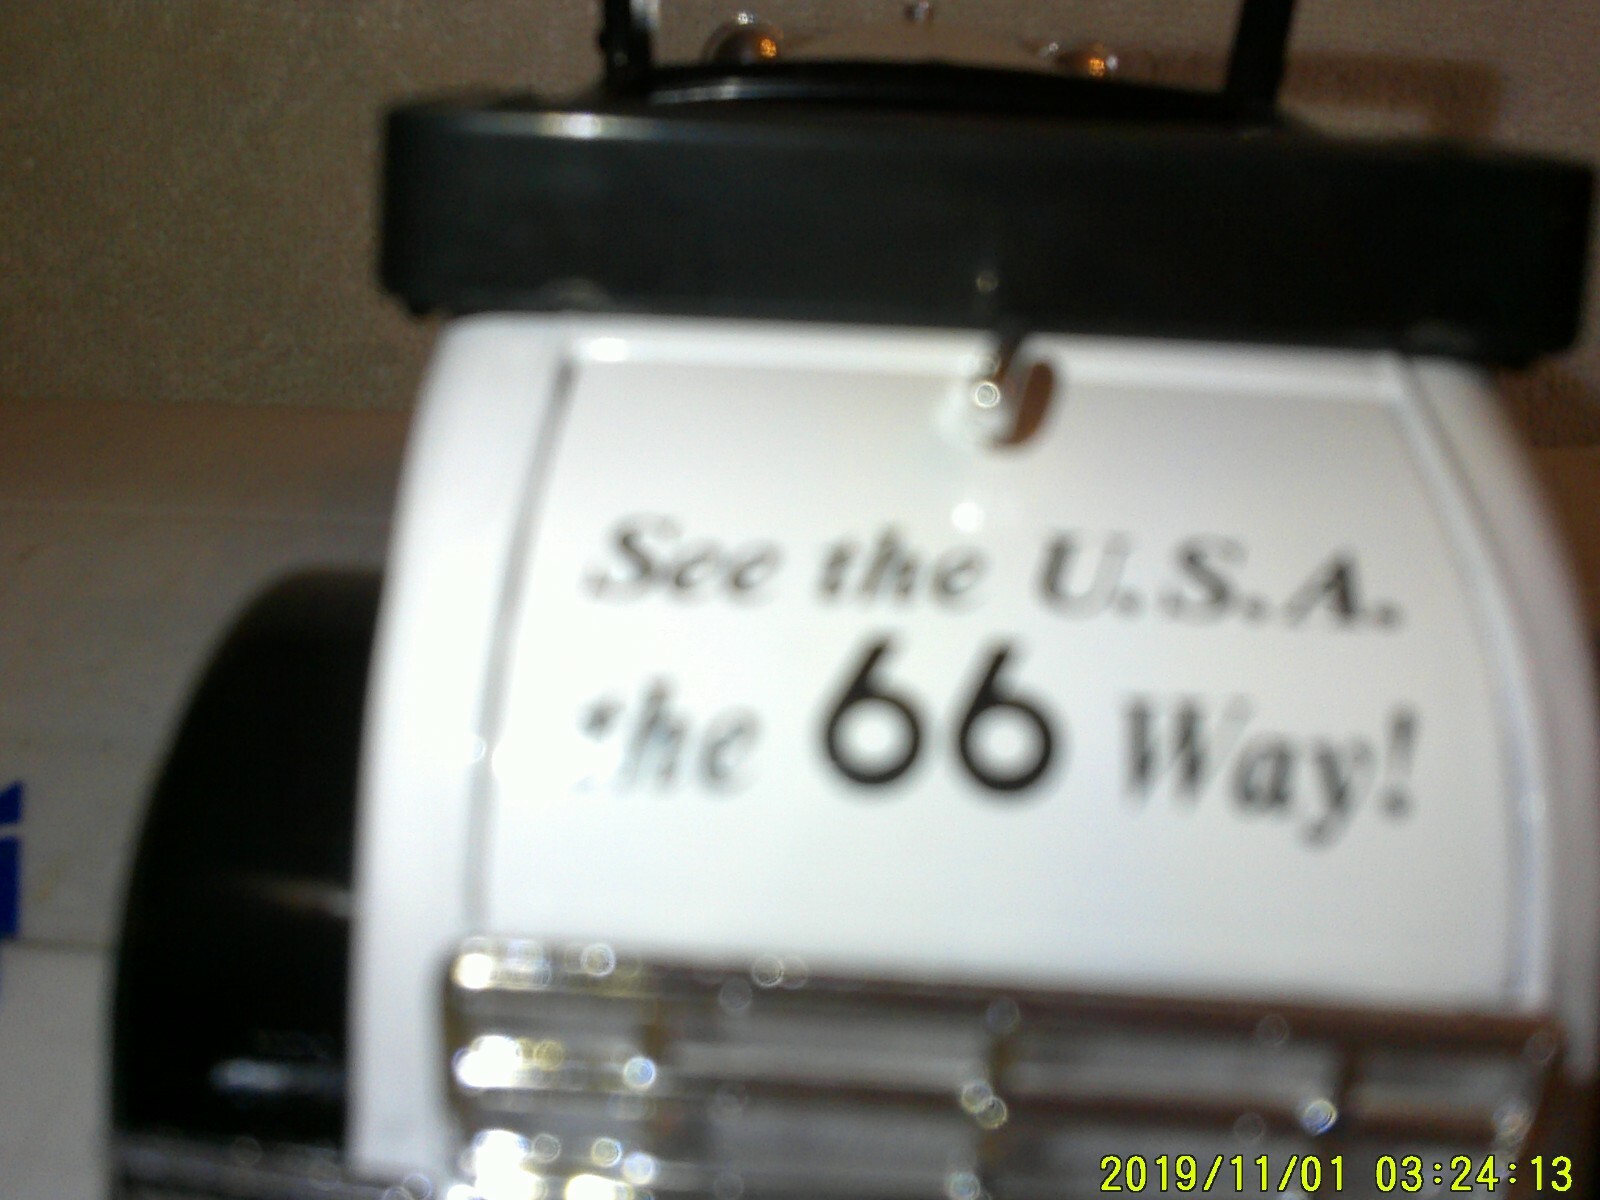 See the U.S.A.
the 66 Way!
2019/11/01 03:24:13